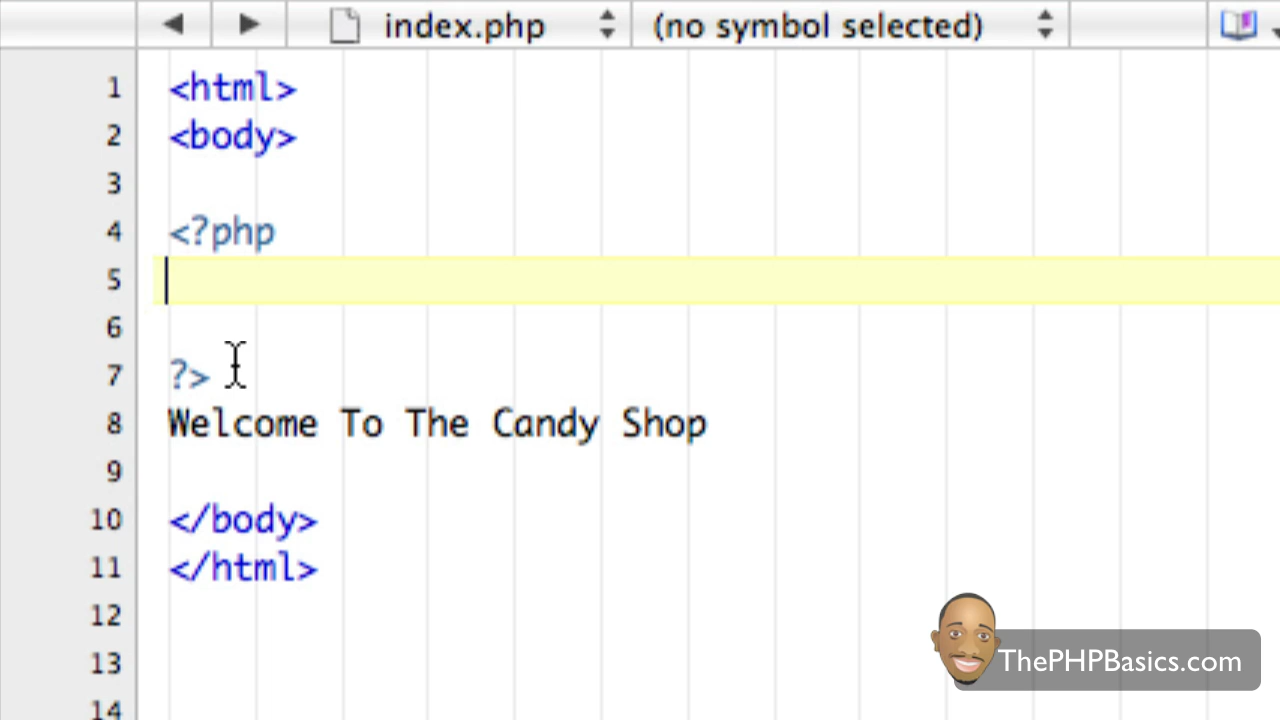 index.php (no symbol selected)
1 <html>
2 <body>
3
4 <?php
5
6
7 ?>
8 Welcome To The Candy Shop
9
10 </body>
11 </html>
12
13
14
ThePHPBasics.com